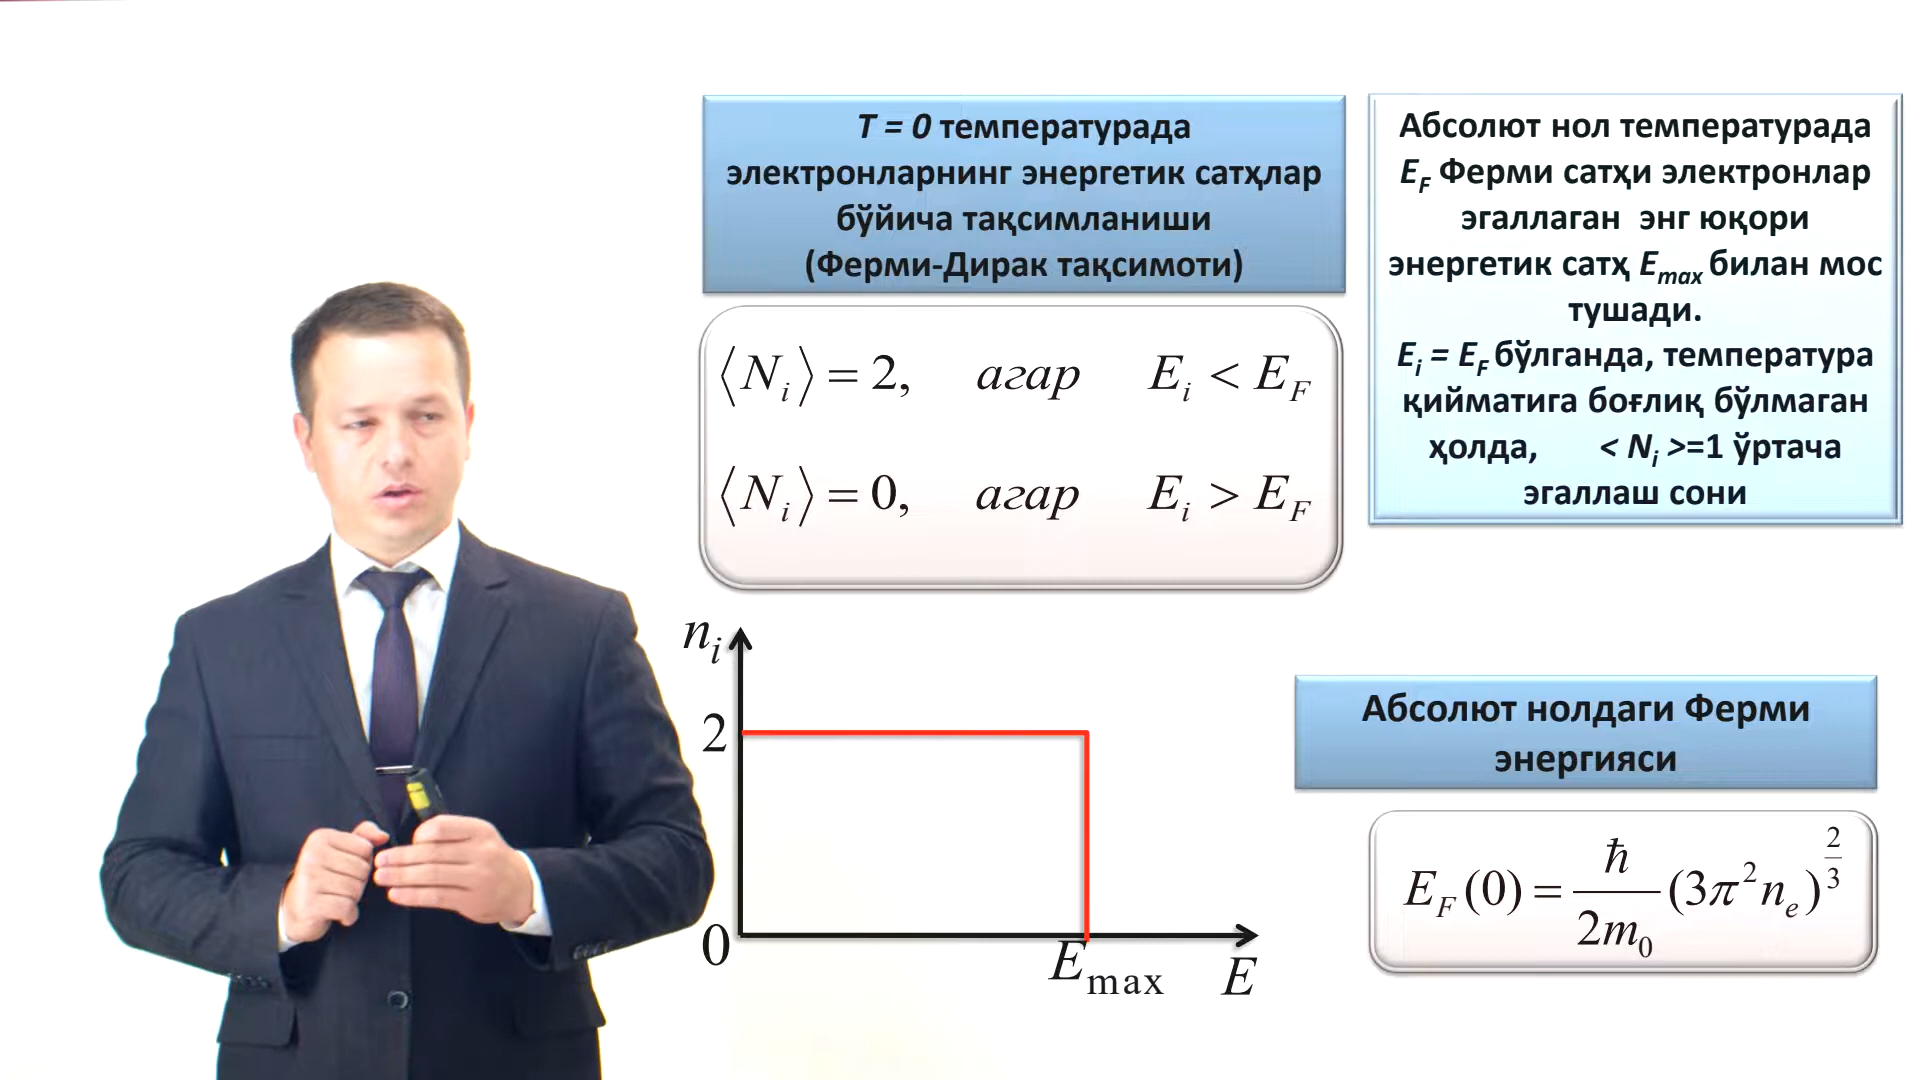 T = 0 температурада
электронларнинг энергетик сатҳлар
бўйича тақсимланиши
(Ферми-Дирак тақсимоти)
⟨N_i⟩ = 2, агар E_i < E_F
⟨N_i⟩ = 0, агар E_i > E_F
Абсолют нол температурада
E_F Ферми сатҳи электронлар
эгаллаган энг юқори
энергетик сатҳ E_max билан мос
тушади.
E_i = E_F бўлганда, температура
қийматига боғлиқ бўлмаган
ҳолда, < N_i >=1 ўртача
эгаллаш сони
n_i
2
0
E_max
E
Абсолют нолдаги Ферми
энергияси
E_F(0) = ħ/2m_0 (3π^2 n_e)^{2/3}